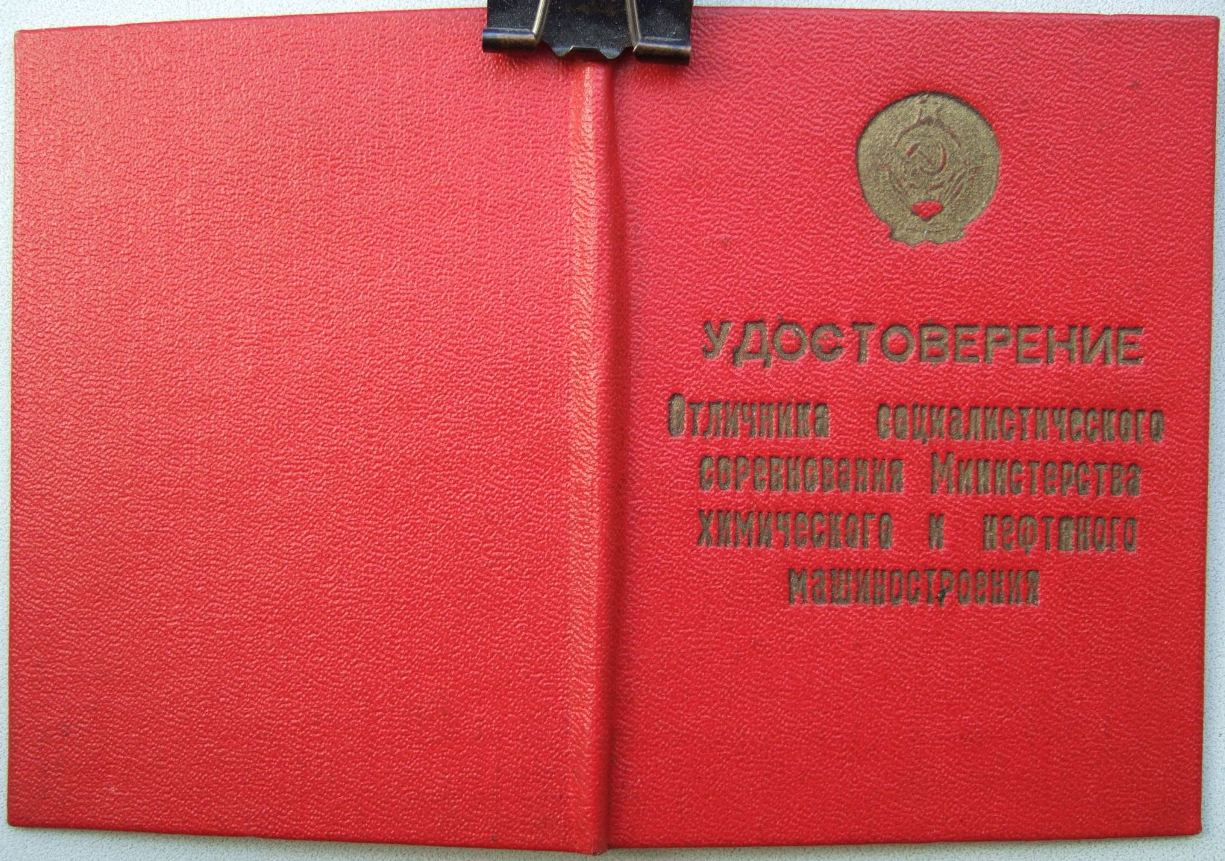 УДОСТОВЕРЕНИЕ
Отличника социалистического
соревнования Министерства
химического и нефтяного
машиностроения